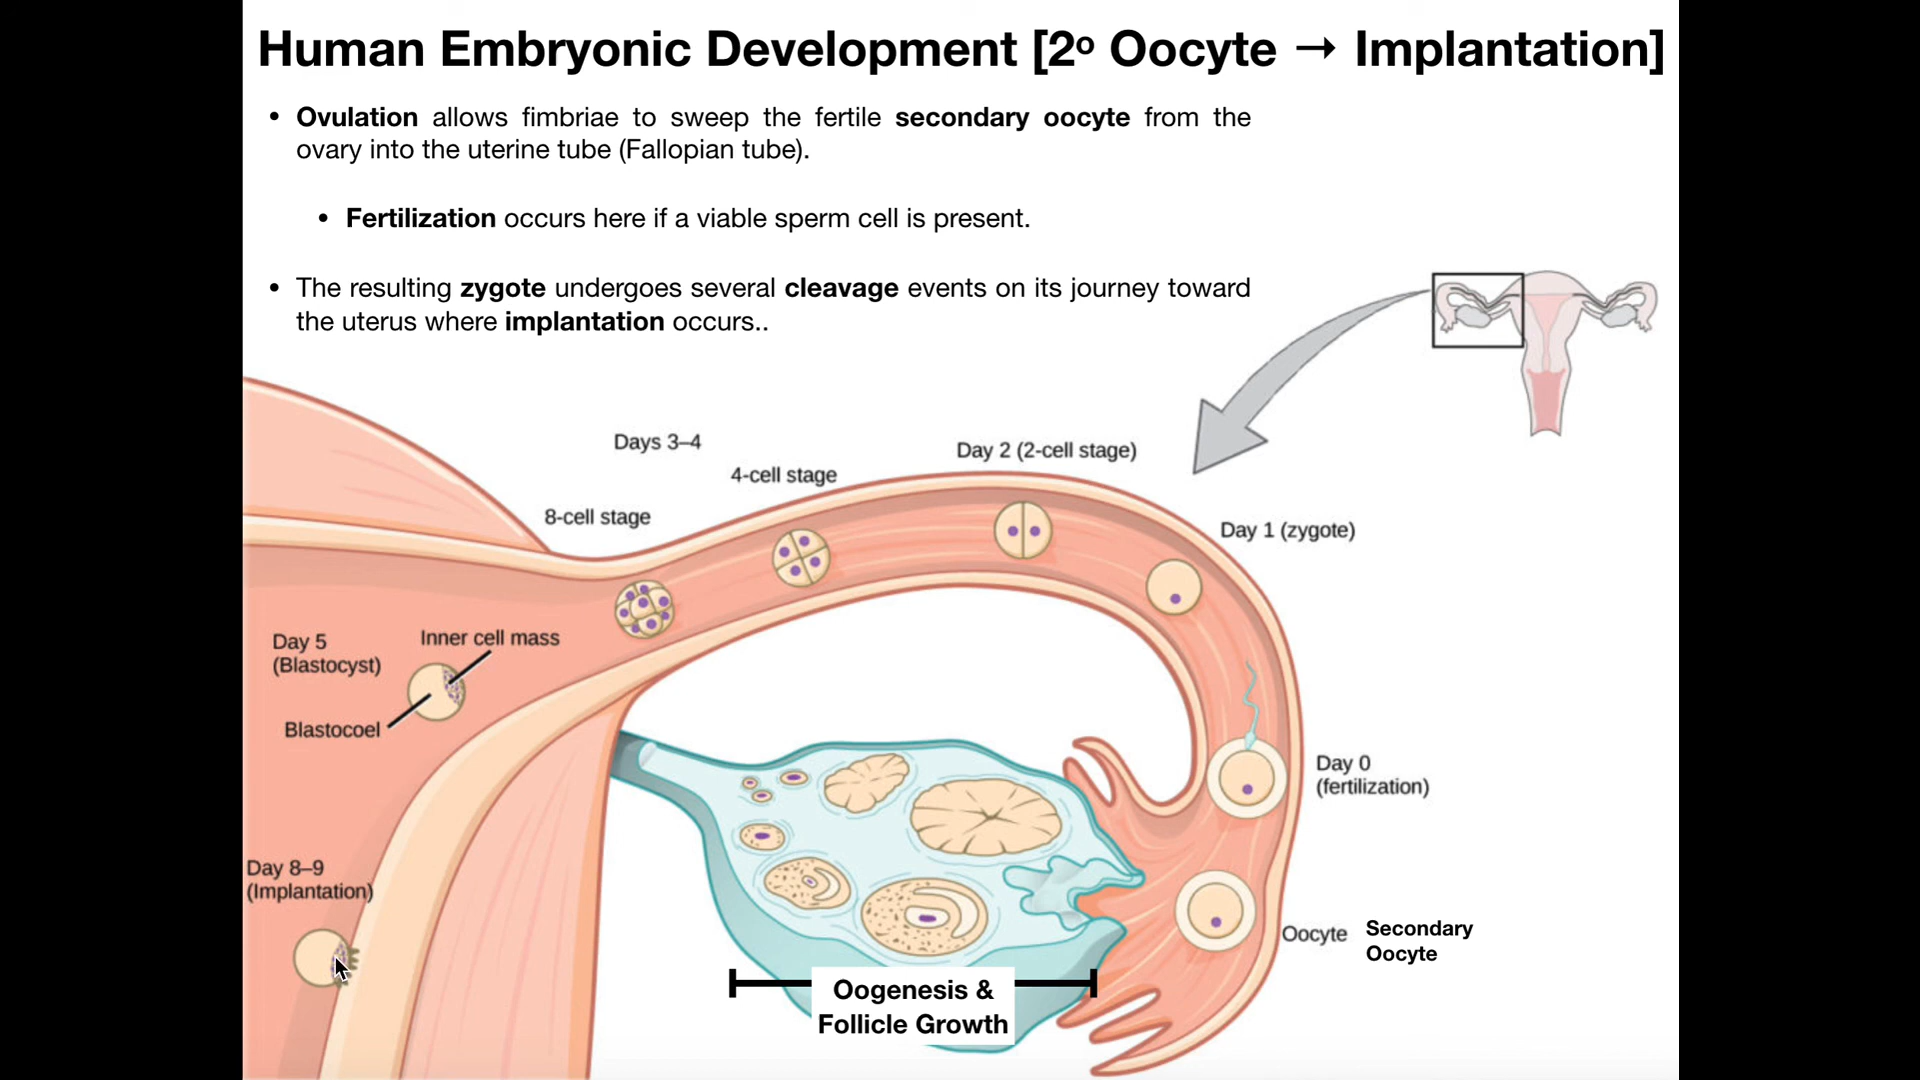 Human Embryonic Development [2º Oocyte → Implantation]
• Ovulation allows fimbriae to sweep the fertile secondary oocyte from the
ovary into the uterine tube (Fallopian tube).
• Fertilization occurs here if a viable sperm cell is present.
• The resulting zygote undergoes several cleavage events on its journey toward
the uterus where implantation occurs..
Days 3–4
Day 2 (2-cell stage)
4-cell stage
8-cell stage
Day 1 (zygote)
Day 5
(Blastocyst)
Inner cell mass
Blastocoel
Day 0
(fertilization)
Day 8–9
(Implantation)
Oocyte
Secondary
Oocyte
Oogenesis &
Follicle Growth